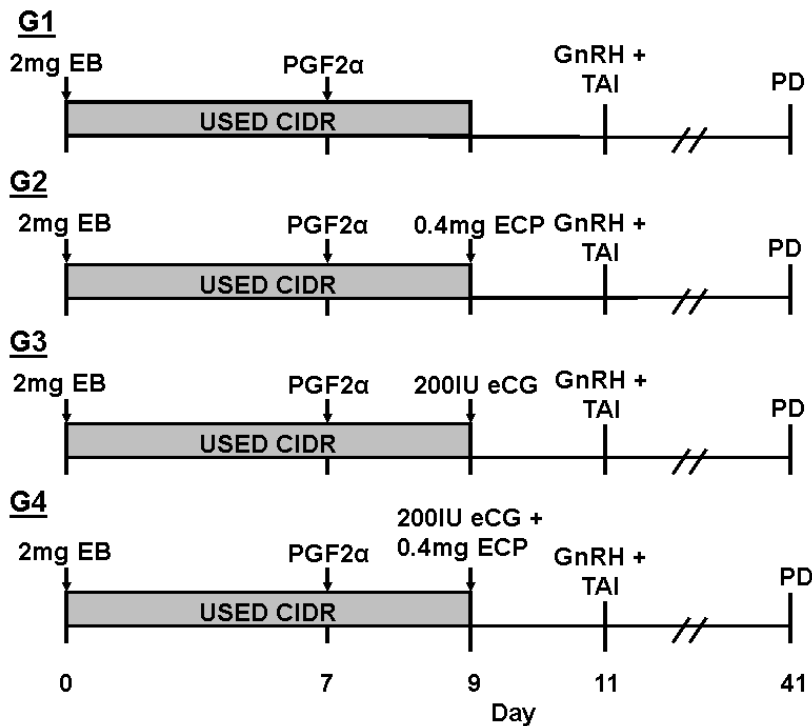 G1
2mg EB
PGF2α
GnRH +
TAI
PD
USED CIDR
G2
2mg EB
PGF2α
0.4mg ECP
GnRH +
TAI
PD
USED CIDR
G3
2mg EB
PGF2α
200IU eCG
GnRH +
TAI
PD
USED CIDR
G4
2mg EB
PGF2α
200IU eCG +
0.4mg ECP
GnRH +
TAI
PD
USED CIDR
0 7 9 11 41
Day